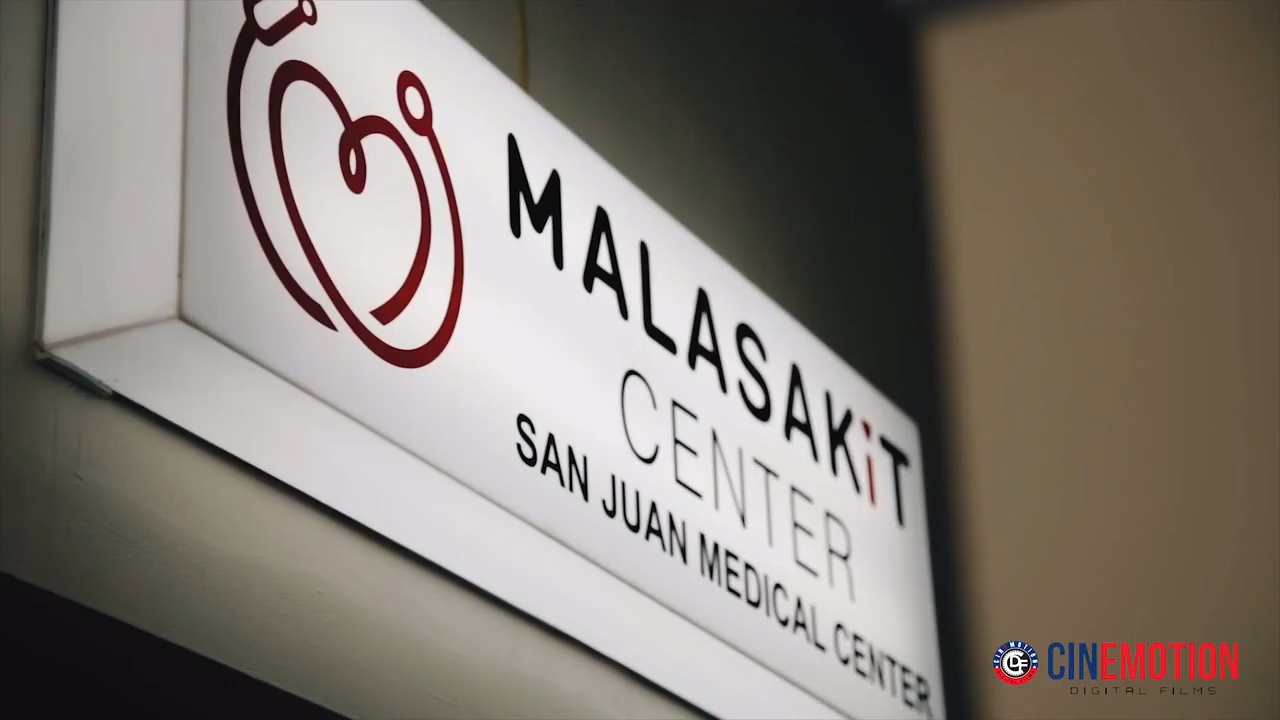 MALASAKiT
CENTER
SAN JUAN MEDICAL CENTER
CINEMOTION
DIGITAL FILMS